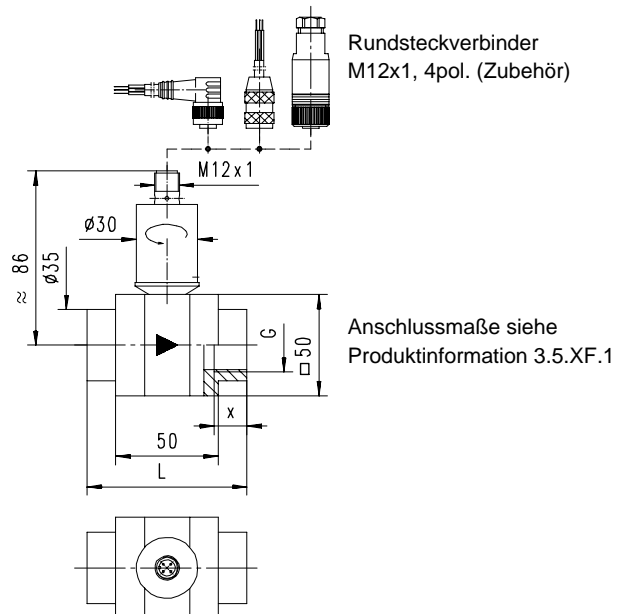 Rundsteckverbinder
M12x1, 4pol. (Zubehör)
M12x1
ø30
≈ 86
ø35
G
□50
Anschlussmaße siehe
Produktinformation 3.5.XF.1
x
50
L